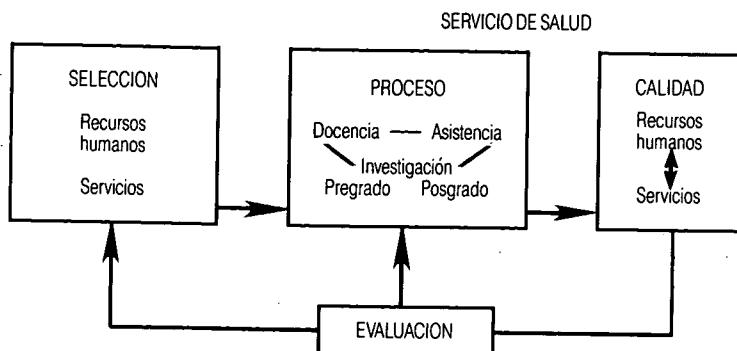 SERVICIO DE SALUD
SELECCION
Recursos
humanos
Servicios
PROCESO
Docencia — Asistencia
Investigación
Pregrado Posgrado
CALIDAD
Recursos
humanos
Servicios
EVALUACION